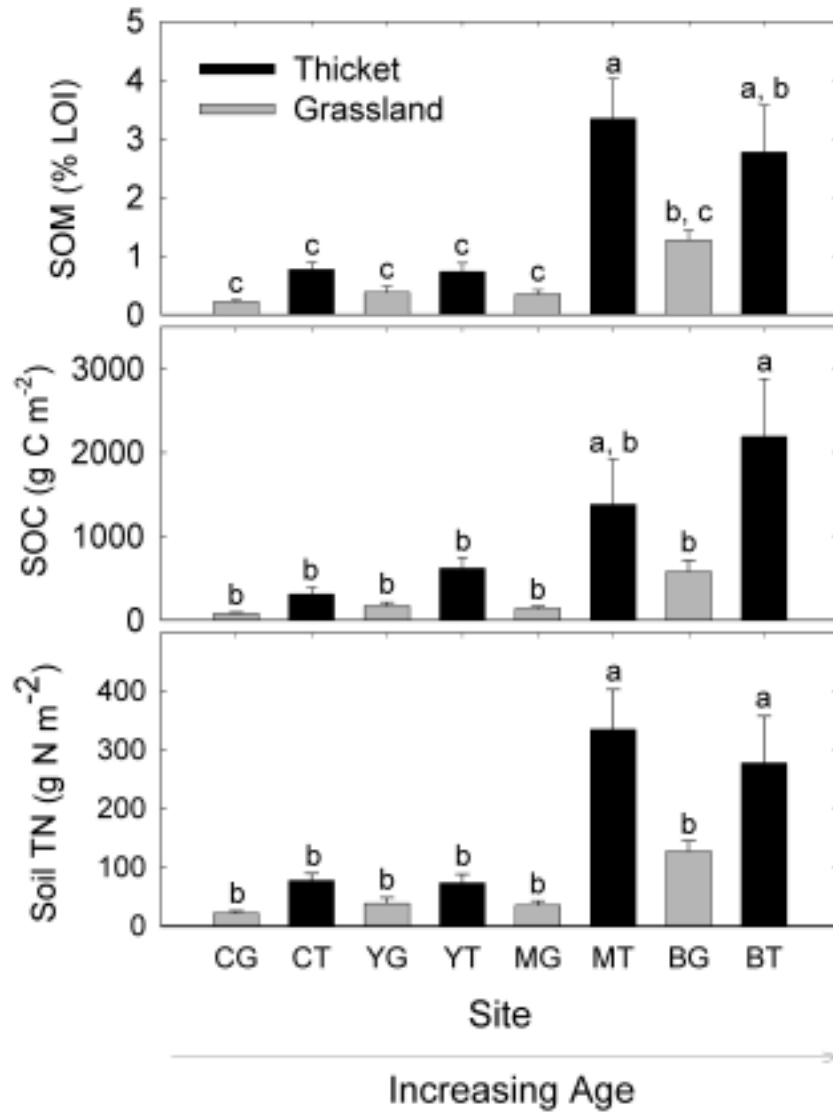 5
4
3
2
1
0
SOM (% LOI)
Thicket
Grassland
c
c
c
c
c
a
b, c
a, b
3000
2000
1000
0
SOC (g C m⁻²)
b
b
b
b
b
a, b
b
a
400
300
200
100
0
Soil TN (g N m⁻²)
b
b
b
b
b
a
b
a
CG CT YG YT MG MT BG BT
Site
Increasing Age